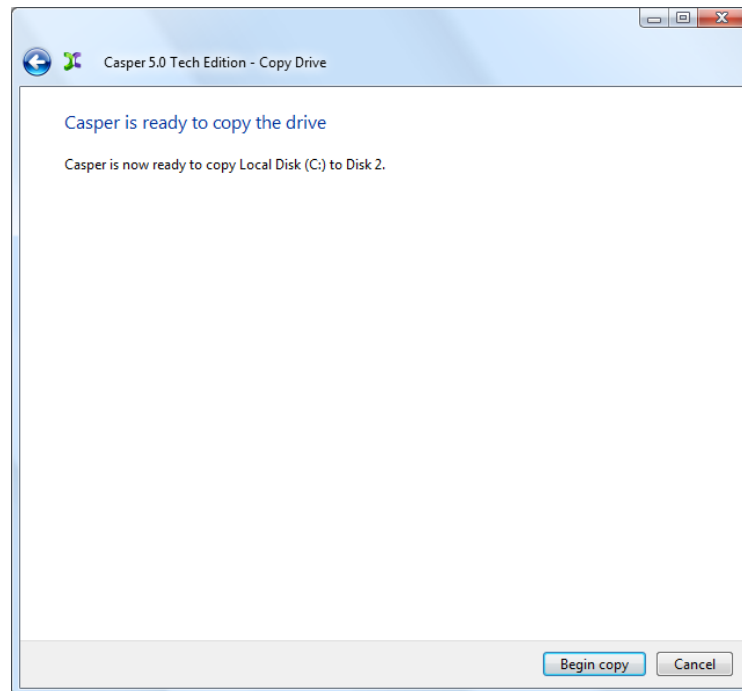 Casper 5.0 Tech Edition - Copy Drive
Casper is ready to copy the drive
Casper is now ready to copy Local Disk (C:) to Disk 2.
Begin copy
Cancel